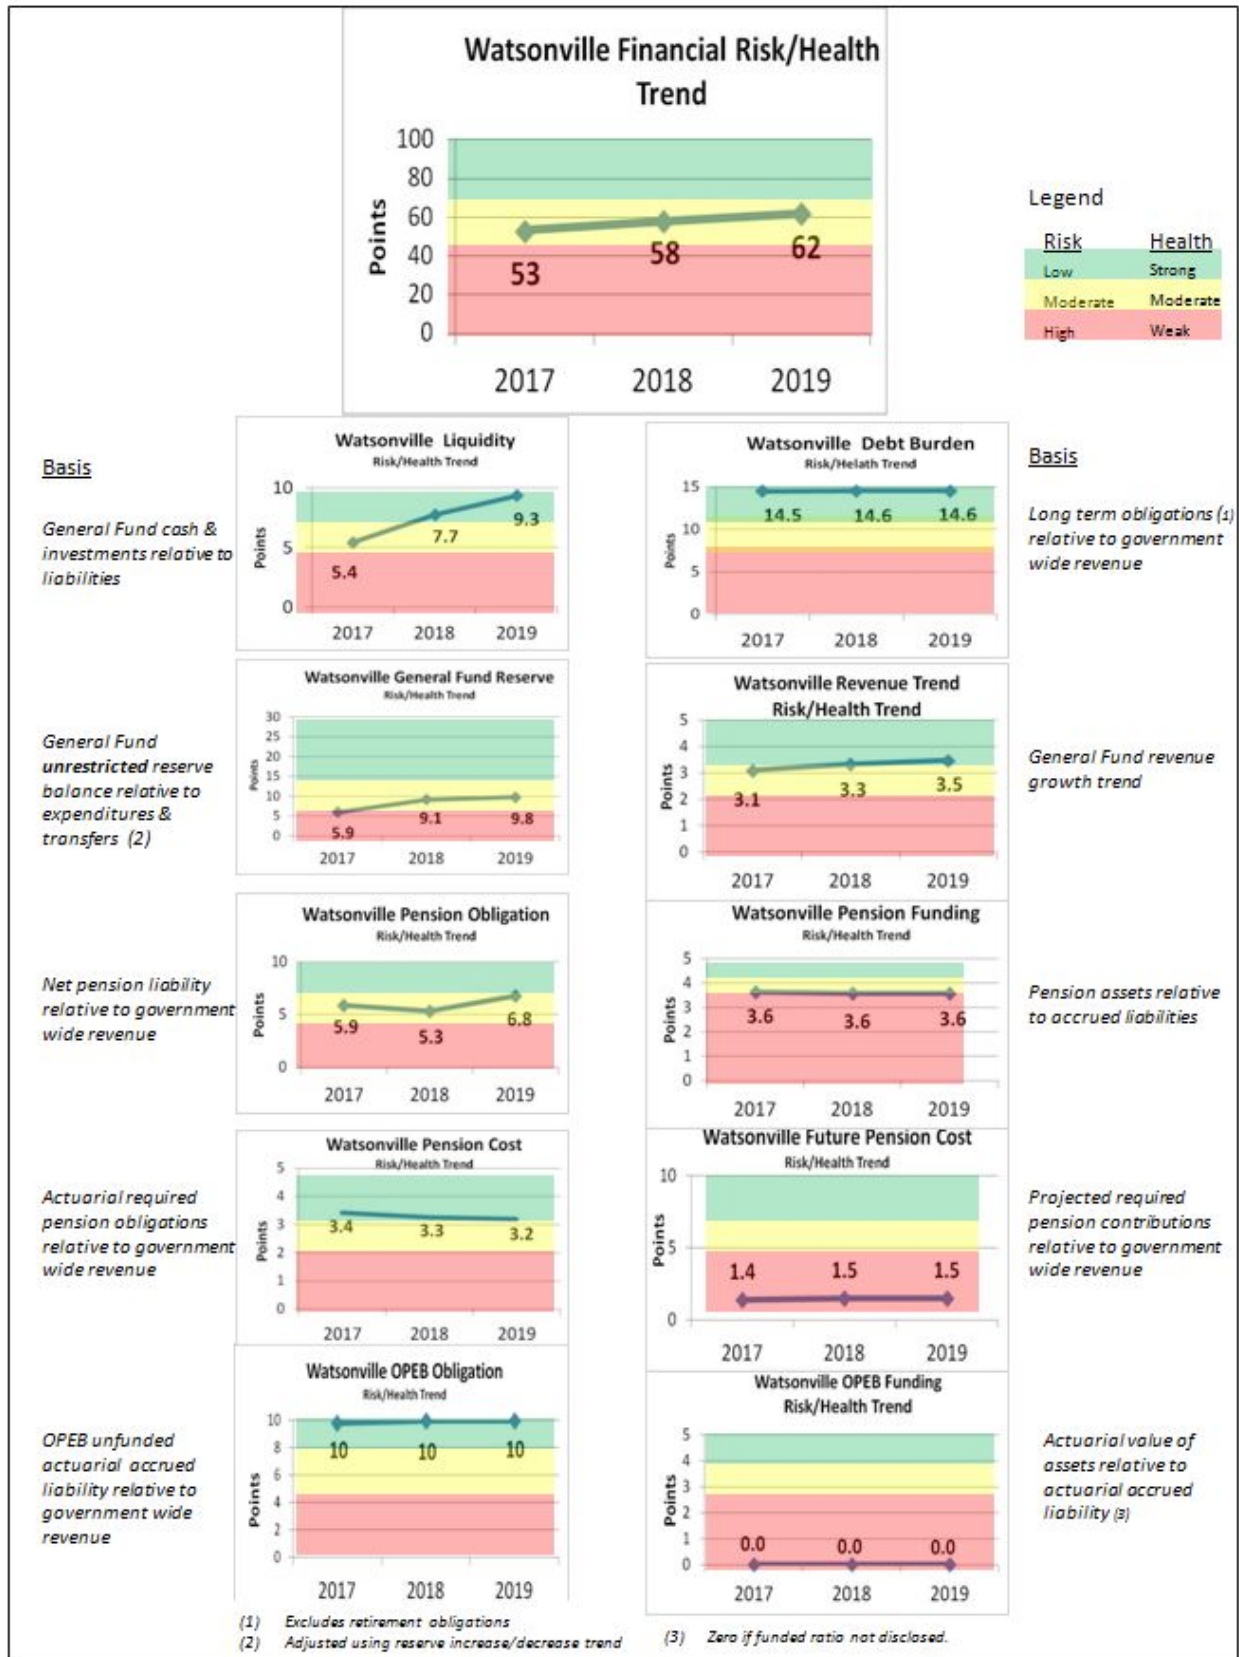 Watsonville Financial Risk/Health
Trend
Points
100
80
60
40
20
0
53
58
62
2017 2018 2019
Legend
Risk Health
Low Strong
Moderate Moderate
High Weak
Basis
General Fund cash &
investments relative to
liabilities
Watsonville Liquidity
Risk/Health Trend
Points
10
5
0
5.4
7.7
9.3
2017 2018 2019
Watsonville Debt Burden
Risk/Helath Trend
Points
15
10
5
0
14.5 14.6 14.6
2017 2018 2019
Basis
Long term obligations (1)
relative to government
wide revenue
General Fund
unrestricted reserve
balance relative to
expenditures &
transfers (2)
Watsonville General Fund Reserve
Risk/Health Trend
Points
30
25
20
15
10
5
0
5.9 9.1 9.8
2017 2018 2019
Watsonville Revenue Trend
Risk/Health Trend
Points
5
4
3
2
1
0
3.1 3.3 3.5
2017 2018 2019
General Fund revenue
growth trend
Net pension liability
relative to government
wide revenue
Watsonville Pension Obligation
Risk/Health Trend
Points
10
5
0
5.9 5.3 6.8
2017 2018 2019
Watsonville Pension Funding
Risk/Health Trend
Points
5
4
3
2
1
0
3.6 3.6 3.6
2017 2018 2019
Pension assets relative
to accrued liabilities
Actuarial required
pension obligations
relative to government
wide revenue
Watsonville Pension Cost
Risk/Health Trend
Points
5
4
3
2
1
0
3.4 3.3 3.2
2017 2018 2019
Watsonville Future Pension Cost
Risk/Health Trend
Points
10
5
0
1.4 1.5 1.5
2017 2018 2019
Projected required
pension contributions
relative to government
wide revenue
OPEB unfunded
actuarial accrued
liability relative to
government wide
revenue
Watsonville OPEB Obligation
Risk/Health Trend
Points
10
8
6
4
2
0
10 10 10
2017 2018 2019
Watsonville OPEB Funding
Risk/Health Trend
Points
5
4
3
2
1
0
0.0 0.0 0.0
2017 2018 2019
Actuarial value of
assets relative to
actuarial accrued
liability (3)
(1) Excludes retirement obligations
(2) Adjusted using reserve increase/decrease trend
(3) Zero if funded ratio not disclosed.